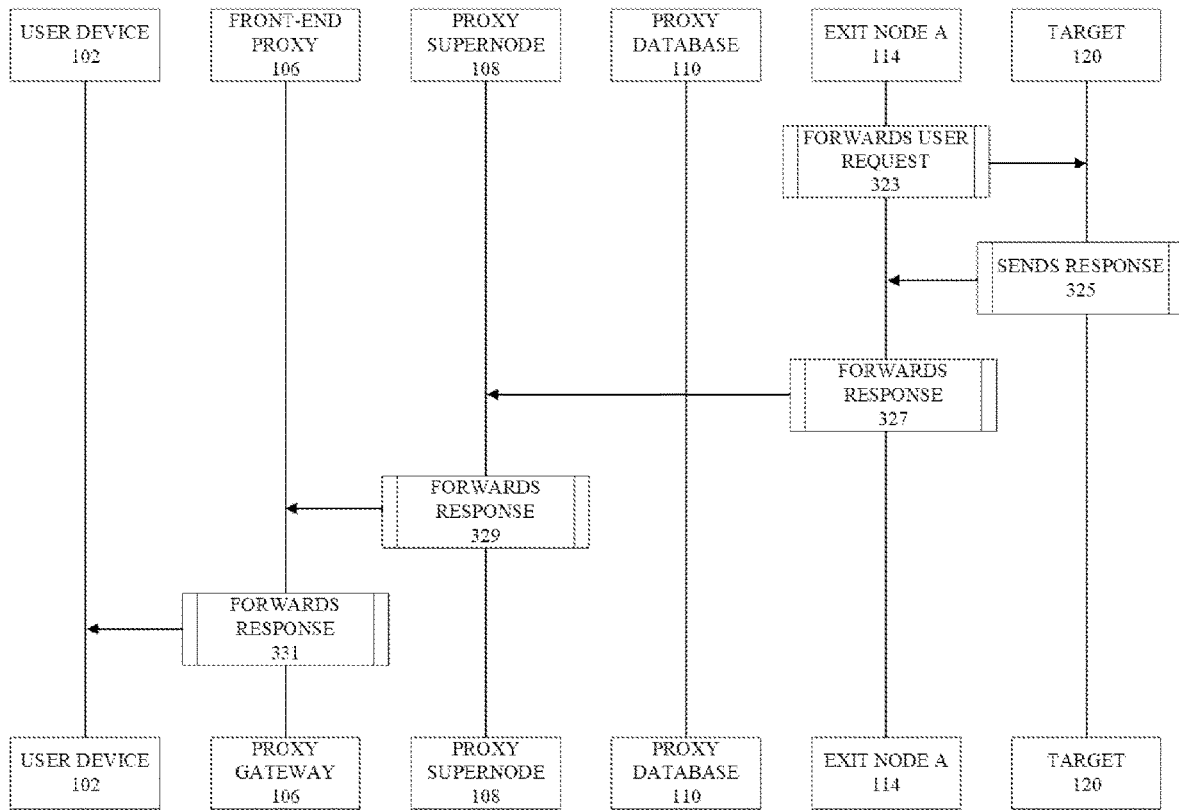 USER DEVICE
102
FRONT-END
PROXY
106
PROXY
SUPERNODE
108
PROXY
DATABASE
110
EXIT NODE A
114
TARGET
120
FORWARDS USER
REQUEST
323
SENDS RESPONSE
325
FORWARDS
RESPONSE
327
FORWARDS
RESPONSE
329
FORWARDS
RESPONSE
331
USER DEVICE
102
PROXY
GATEWAY
106
PROXY
SUPERNODE
108
PROXY
DATABASE
110
EXIT NODE A
114
TARGET
120